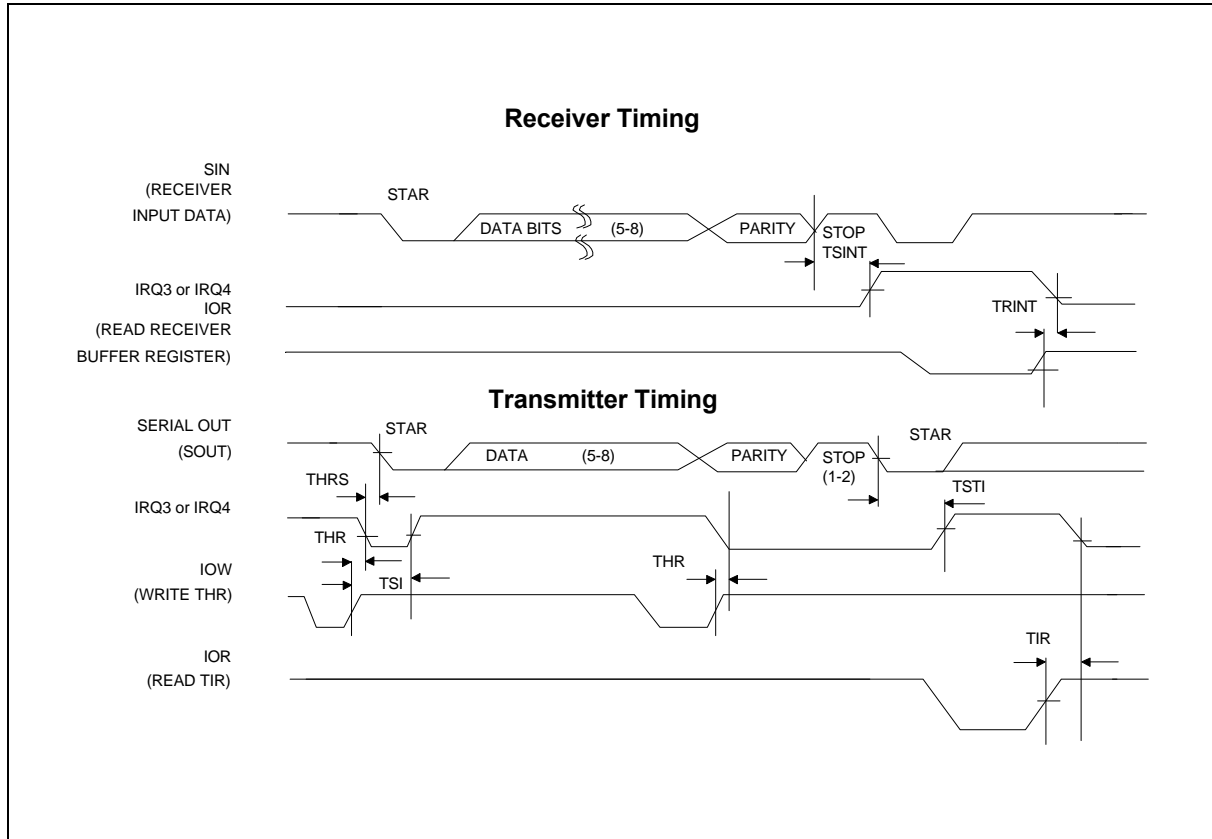 Receiver Timing
SIN
(RECEIVER
INPUT DATA)
STAR
DATA BITS (5-8)
PARITY
STOP
TSINT
IRQ3 or IRQ4
IOR
(READ RECEIVER
BUFFER REGISTER)
TRINT
Transmitter Timing
SERIAL OUT
(SOUT)
STAR
DATA (5-8)
PARITY
STOP
(1-2)
STAR
THRS
TSTI
IRQ3 or IRQ4
THR
THR
IOW
(WRITE THR)
TSI
IOR
(READ TIR)
TIR